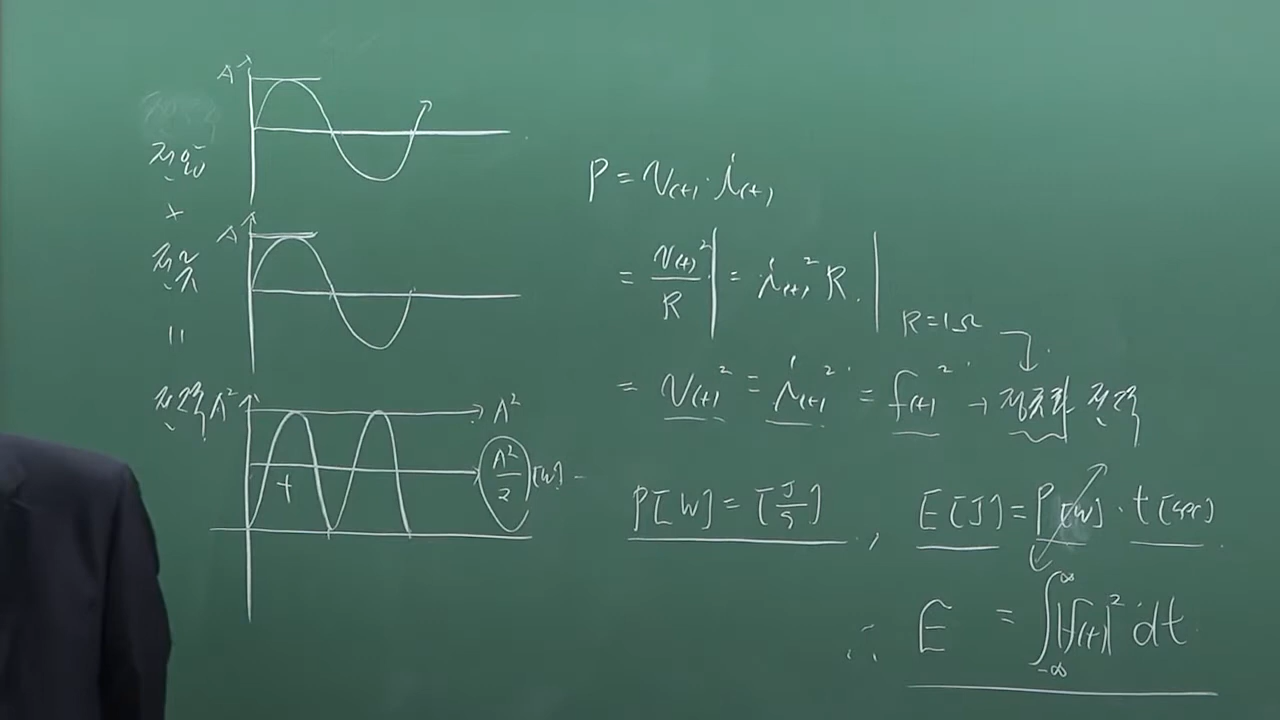 A
전압
+
A
전류
=
전력 A²
+
→ A²
A²/2 [W]
P = v(t)·i(t)
= v(t)²/R | = i(t)² R. | R=1Ω
= v(t)² = i(t)² = f(t)² → 정규화 전력
P[W] = [J/S] , E[J] = P[W]·t[sec]
∴ E = ∫_{-∞}^{∞} |f(t)|² dt